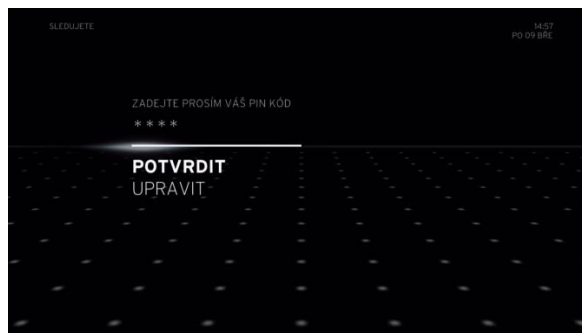 SLEDUJETE
14:57
PO 09 BŘE
ZADEJTE PROSÍM VÁŠ PIN KÓD
* * * *
POTVRDIT
UPRAVIT